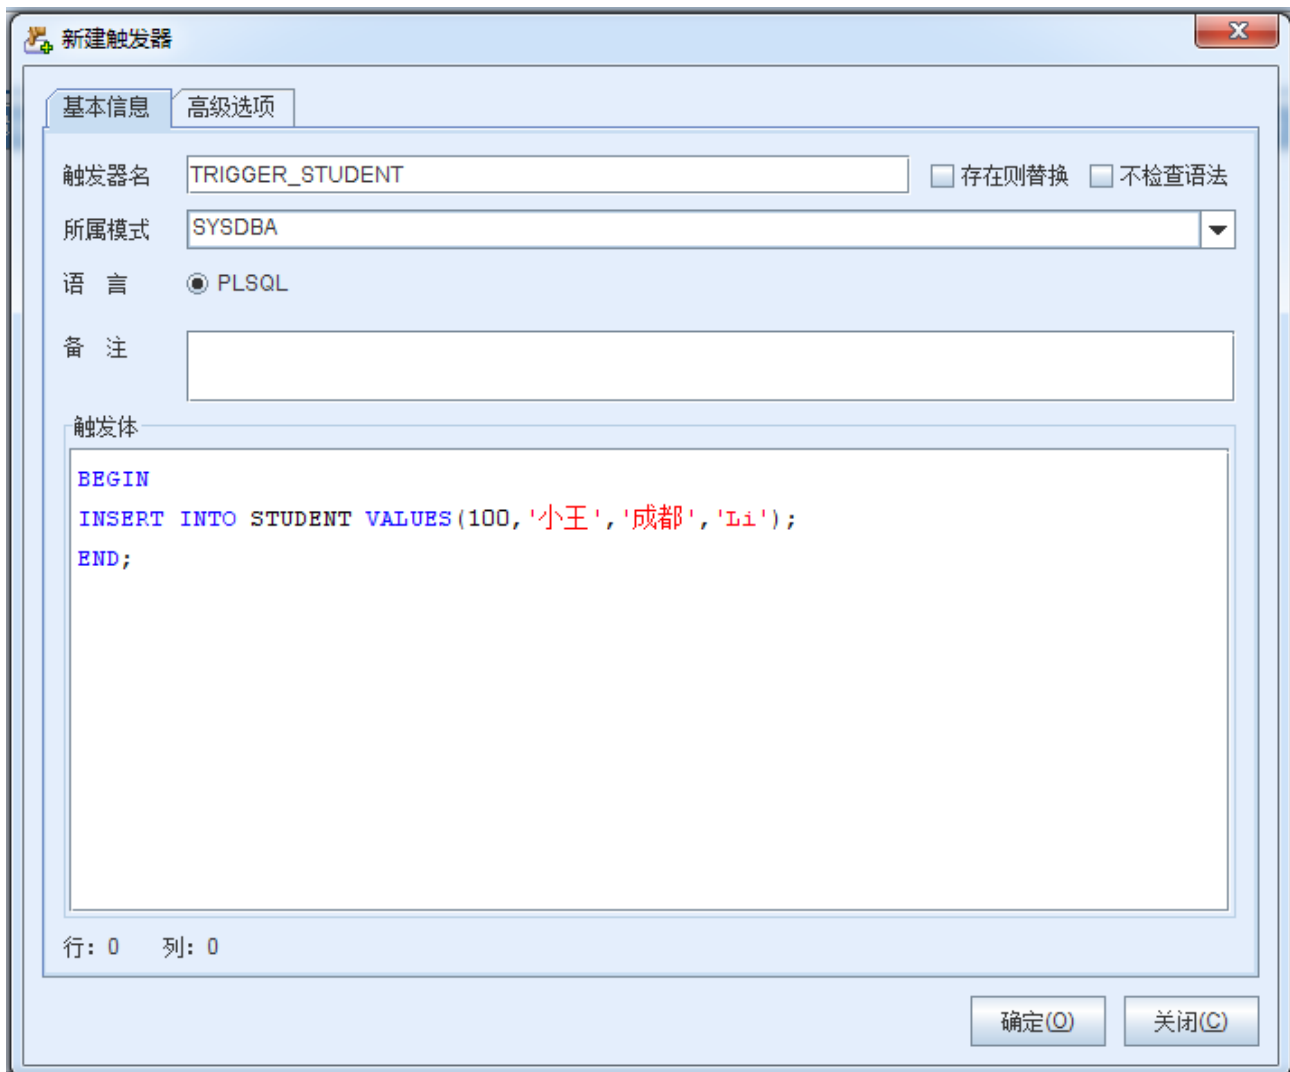 新建触发器
基本信息 高级选项
触发器名 TRIGGER_STUDENT 存在则替换 不检查语法
所属模式 SYSDBA
语 言 PLSQL
备 注
触发体
BEGIN
INSERT INTO STUDENT VALUES(100,'小王','成都','Li');
END;
行: 0 列: 0
确定(O) 关闭(C)